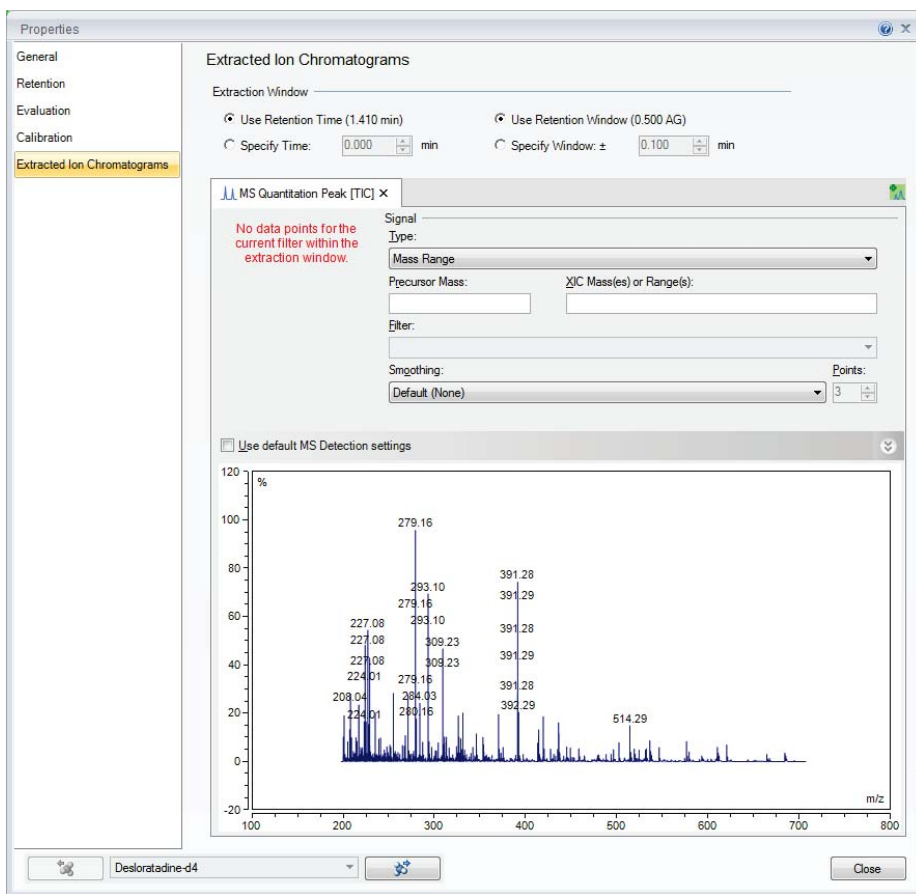 Properties
General
Retention
Evaluation
Calibration
Extracted Ion Chromatograms
Extracted Ion Chromatograms
Extraction Window
Use Retention Time (1.410 min)
Use Retention Window (0.500 AG)
Specify Time: 0.000 min
Specify Window: ± 0.100 min
MS Quantitation Peak [TIC]
No data points for the
current filter within the
extraction window.
Signal
Type:
Mass Range
Precursor Mass:
XIC Mass(es) or Range(s):
Filter:
Smoothing:
Points:
Default (None)
3
Use default MS Detection settings
120
%
100
80
60
40
20
0
-20
279.16
391.28
293.10
391.29
279.16
293.10
227.08
227.08
309.23
391.28
227.08
309.23
391.29
224.01
279.16
391.28
208.04
284.03
392.29
224.01
280.16
514.29
m/z
100 200 300 400 500 600 700 800
Desloratadine-d4
Close